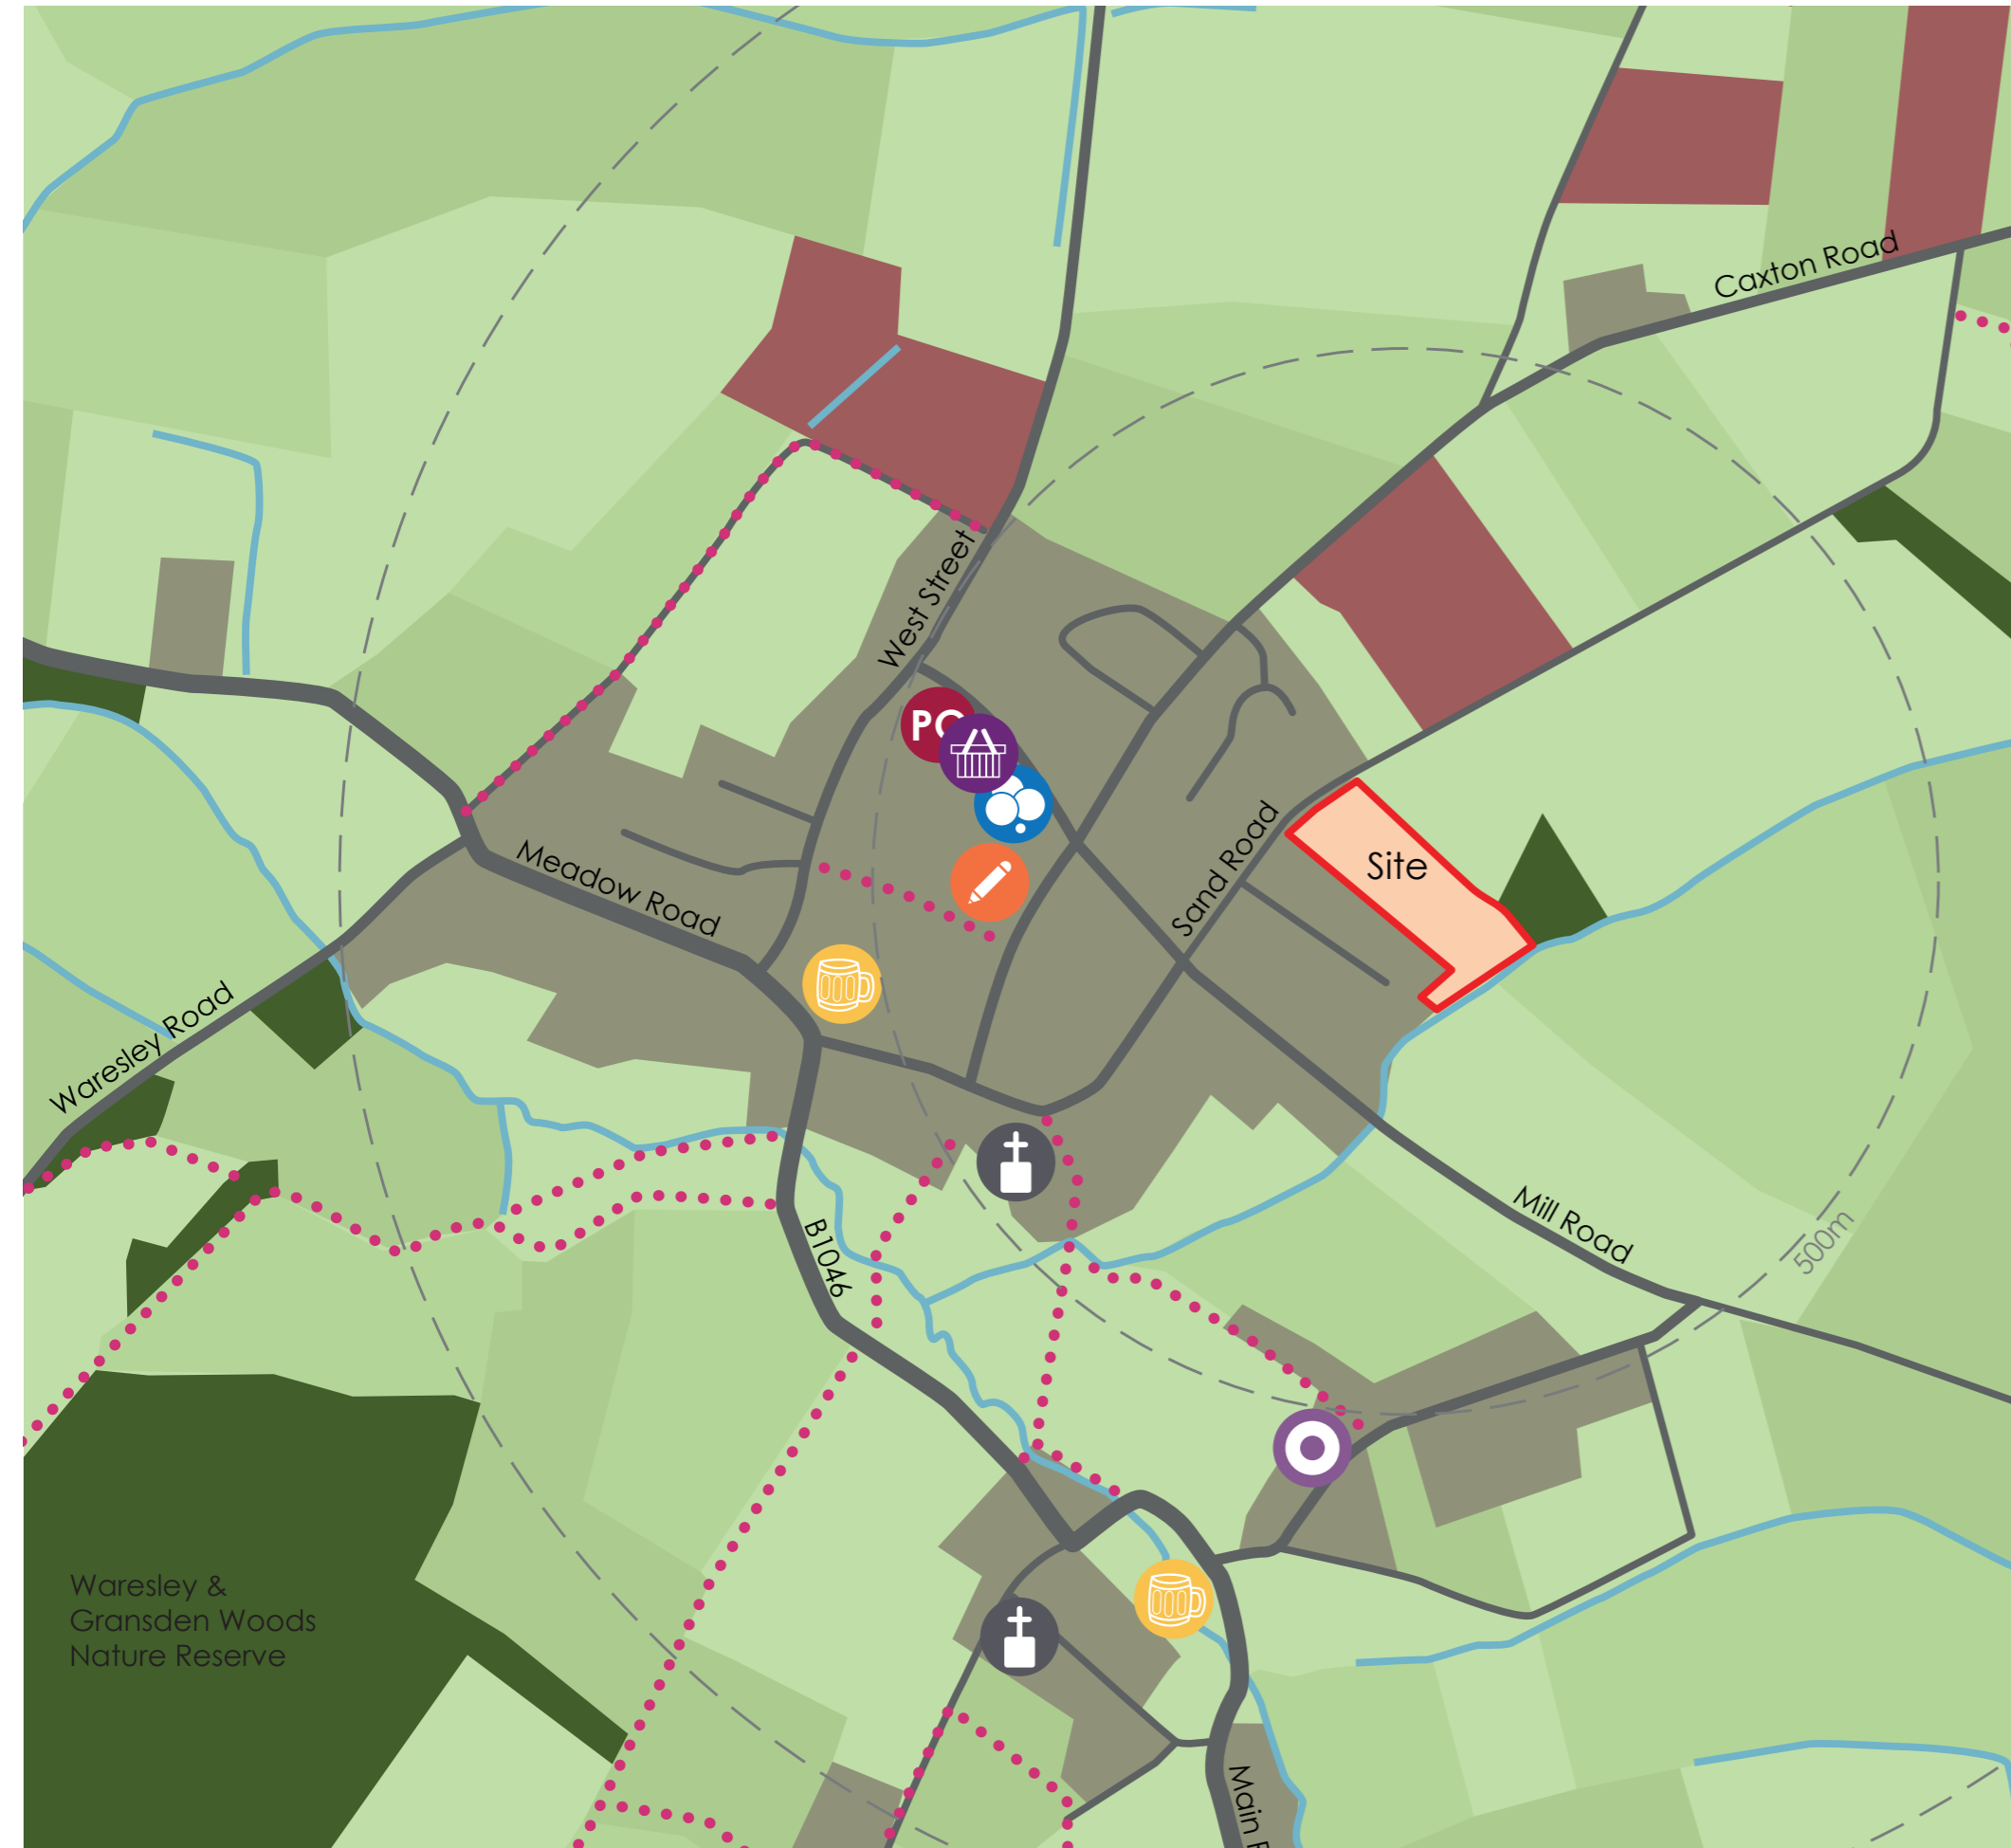 Caxton Road
West Street
PO
Sand Road
Site
Meadow Road
Waresley Road
Mill Road
B1046
500m
Waresley &
Gransden Woods
Nature Reserve
Main